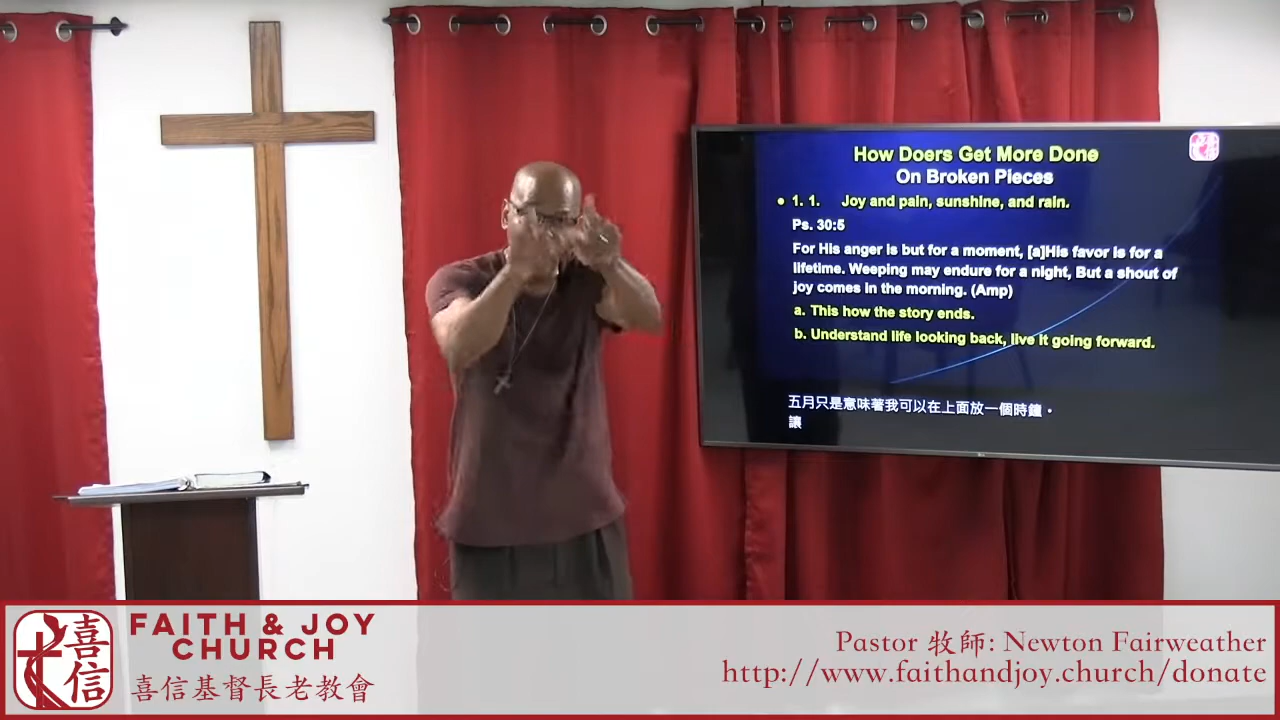 How Doers Get More Done
On Broken Pieces
• 1. 1. Joy and pain, sunshine, and rain.
Ps. 30:5
For His anger is but for a moment, [a]His favor is for a
lifetime. Weeping may endure for a night, But a shout of
joy comes in the morning. (Amp)
a. This how the story ends.
b. Understand life looking back, live it going forward.
五月只是意味著我可以在上面放一個時鐘。
讓
喜信
FAITH & JOY
CHURCH
喜信基督長老教會
Pastor 牧師: Newton Fairweather
http://www.faithandjoy.church/donate